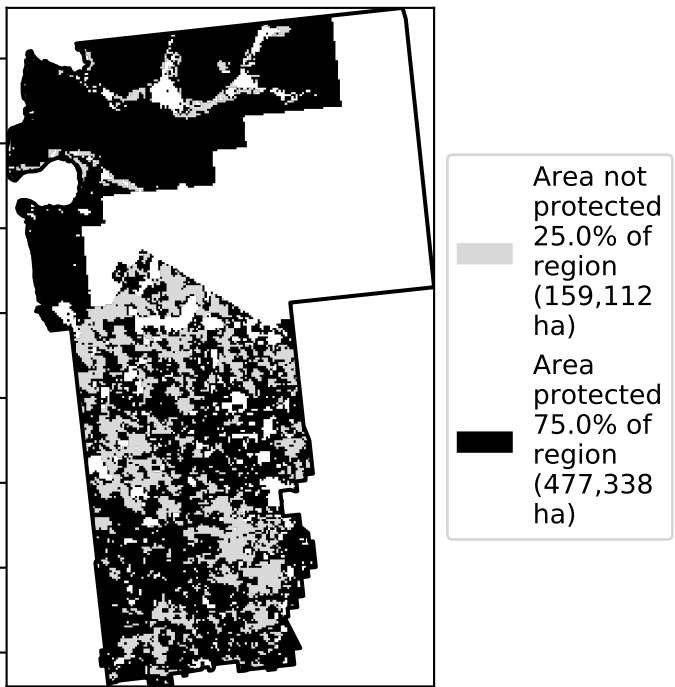 Area not
protected
25.0% of
region
(159,112
ha)
Area
protected
75.0% of
region
(477,338
ha)